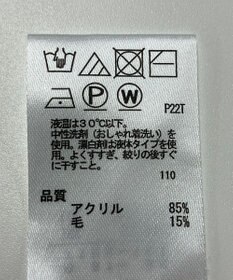 P W P22T
液温は30℃以下。
中性洗剤(おしゃれ着洗い)を
使用。漂白剤は液体タイプを使
用。よくすすぎ、絞りの後すぐ
に干すこと。
110
品質
アクリル 85%
毛 15%